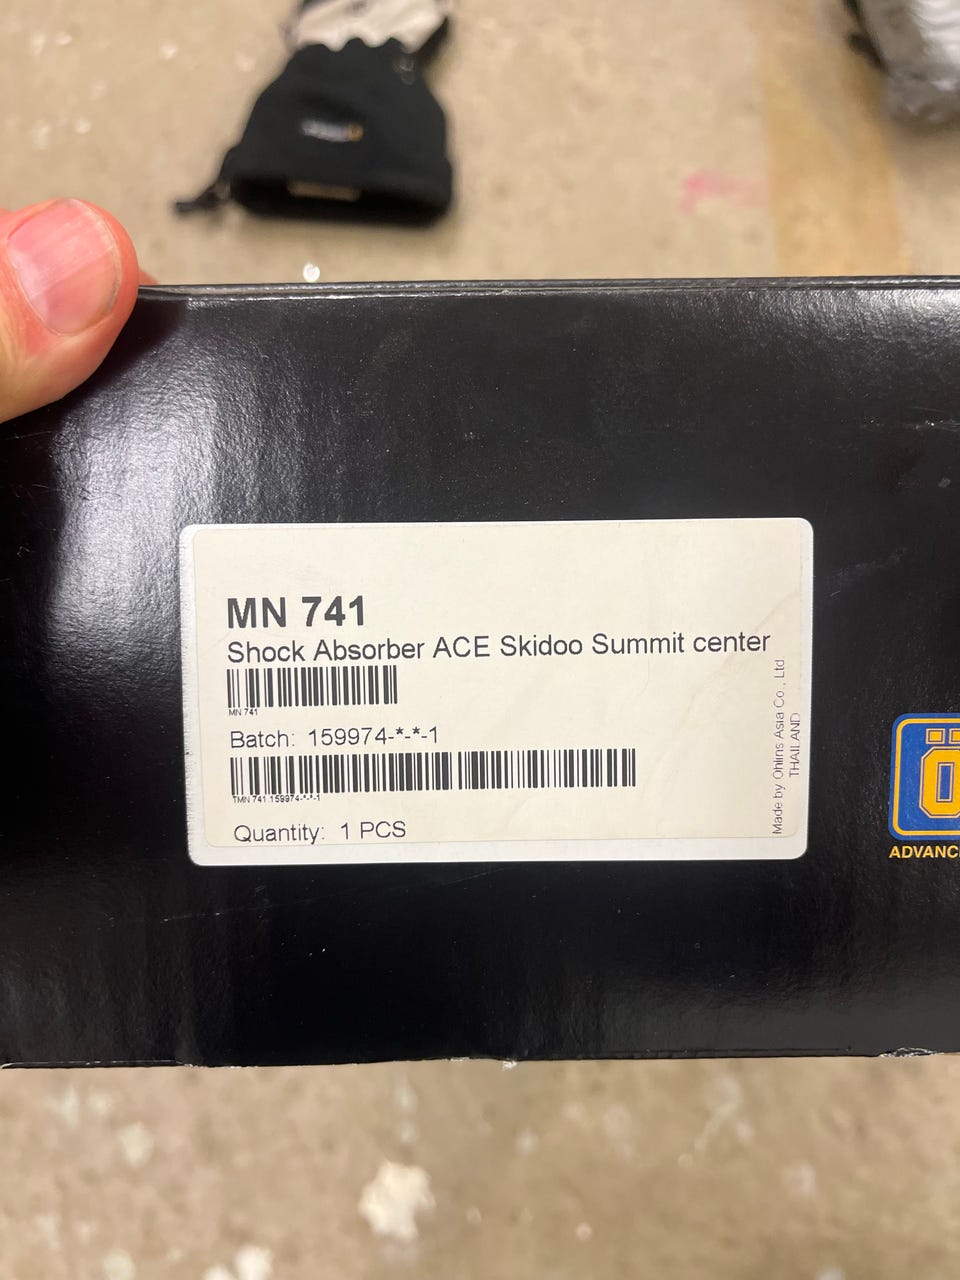 MN 741
Shock Absorber ACE Skidoo Summit center
MN 741
Batch: 159974-*-*-1
TMN 741 159974-*-*-1
Quantity: 1 PCS
Made by Öhlins Asia Co., Ltd
THAILAND
Ö
ADVANC